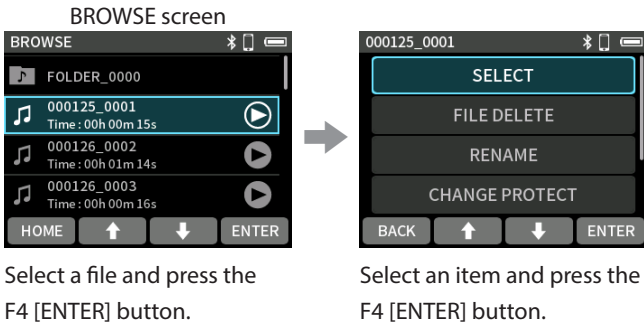 BROWSE screen
BROWSE
FOLDER_0000
000125_0001
Time : 00h 00m 15s
000126_0002
Time : 00h 01m 14s
000126_0003
Time : 00h 00m 16s
HOME ENTER
Select a file and press the
F4 [ENTER] button.
000125_0001
SELECT
FILE DELETE
RENAME
CHANGE PROTECT
BACK ENTER
Select an item and press the
F4 [ENTER] button.